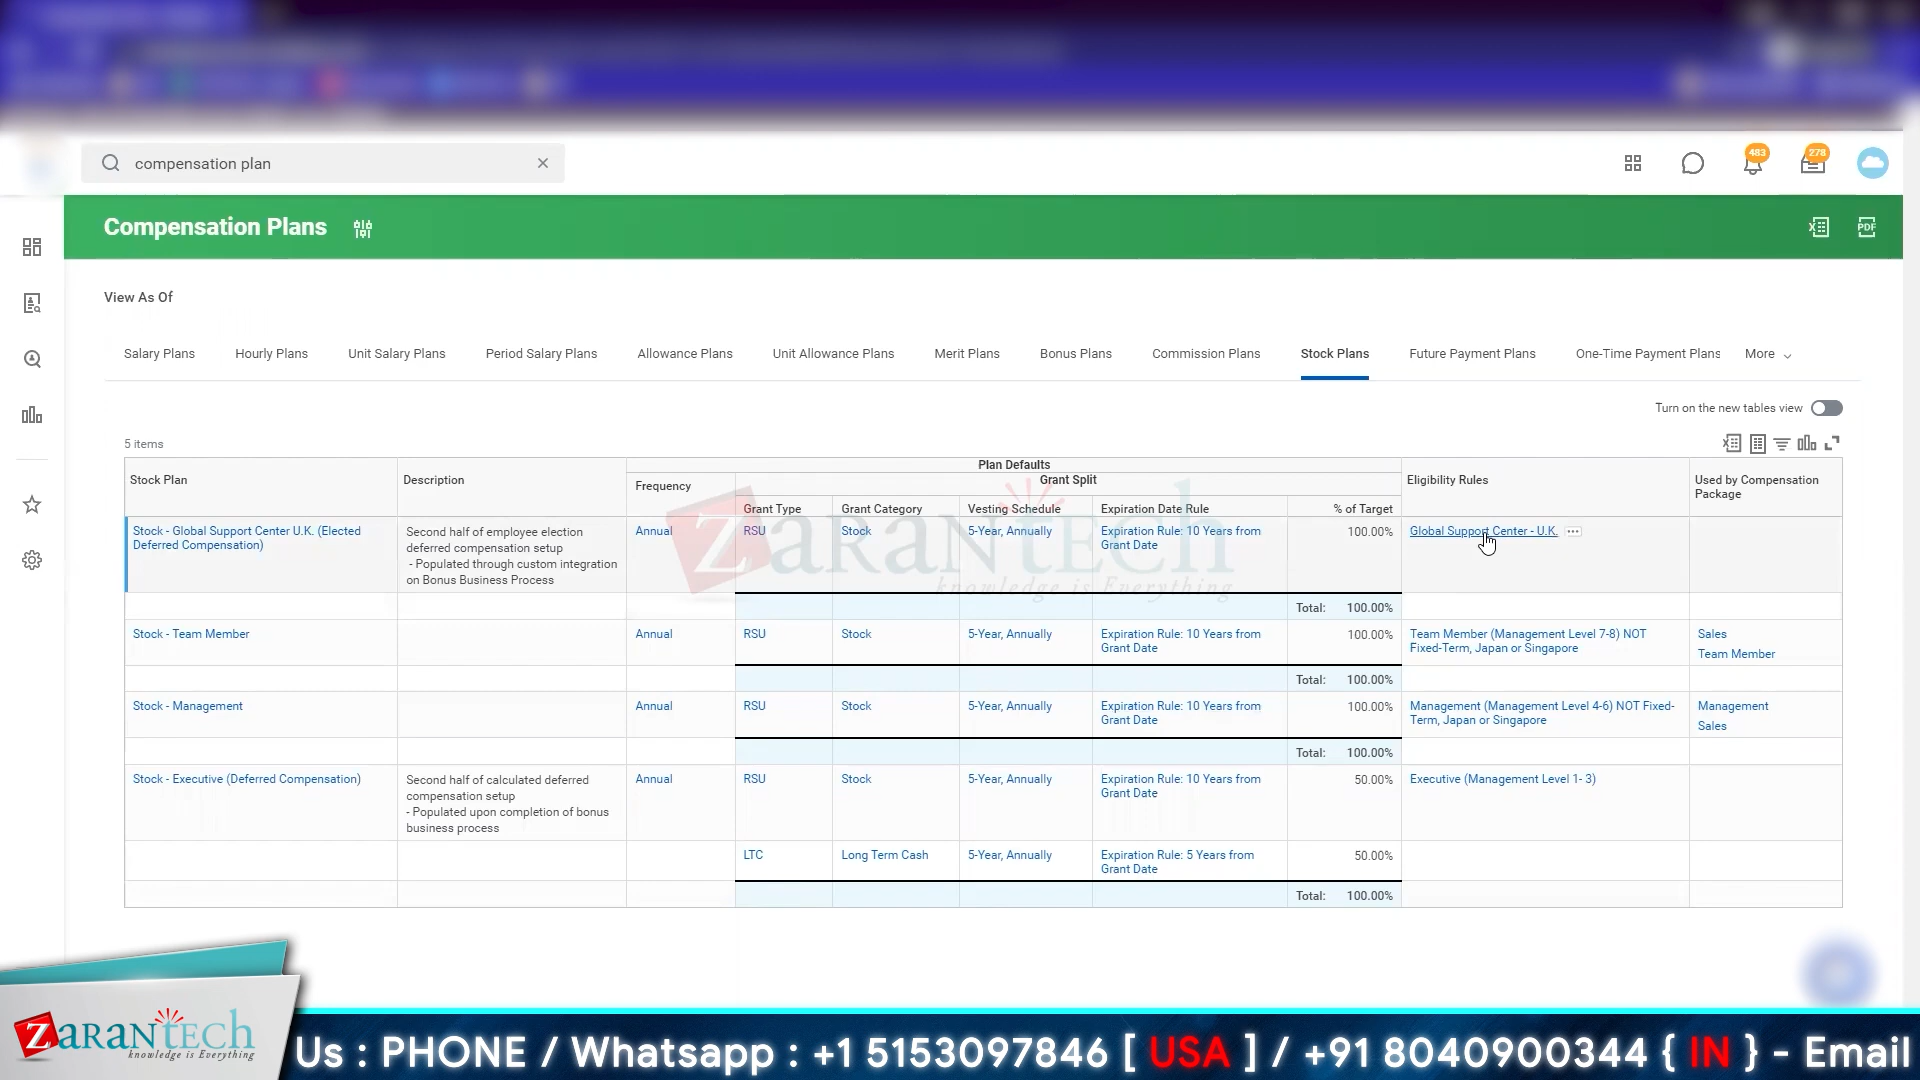 compensation plan
483
278
Compensation Plans
PDF
View As Of
Salary Plans
Hourly Plans
Unit Salary Plans
Period Salary Plans
Allowance Plans
Unit Allowance Plans
Merit Plans
Bonus Plans
Commission Plans
Stock Plans
Future Payment Plans
One-Time Payment Plans
More
Turn on the new tables view
5 items
Stock Plan
Description
Plan Defaults
Frequency
Grant Split
Grant Type
Grant Category
Vesting Schedule
Expiration Date Rule
% of Target
Eligibility Rules
Used by Compensation
Package
Stock - Global Support Center U.K. (Elected
Deferred Compensation)
Second half of employee election
deferred compensation setup
- Populated through custom integration
on Bonus Business Process
Annual
RSU
Stock
5-Year, Annually
Expiration Rule: 10 Years from
Grant Date
100.00%
Global Support Center - U.K.
Total: 100.00%
Stock - Team Member
Annual
RSU
Stock
5-Year, Annually
Expiration Rule: 10 Years from
Grant Date
100.00%
Team Member (Management Level 7-8) NOT
Fixed-Term, Japan or Singapore
Sales
Team Member
Total: 100.00%
Stock - Management
Annual
RSU
Stock
5-Year, Annually
Expiration Rule: 10 Years from
Grant Date
100.00%
Management (Management Level 4-6) NOT Fixed-
Term, Japan or Singapore
Management
Sales
Total: 100.00%
Stock - Executive (Deferred Compensation)
Second half of calculated deferred
compensation setup
- Populated upon completion of bonus
business process
Annual
RSU
Stock
5-Year, Annually
Expiration Rule: 10 Years from
Grant Date
50.00%
Executive (Management Level 1- 3)
LTC
Long Term Cash
5-Year, Annually
Expiration Rule: 5 Years from
Grant Date
50.00%
Total: 100.00%
ZARANtech
knowledge is Everything
ZARANtech
knowledge is Everything
Us : PHONE / Whatsapp : +1 5153097846 [ USA ] / +91 8040900344 { IN } - Email